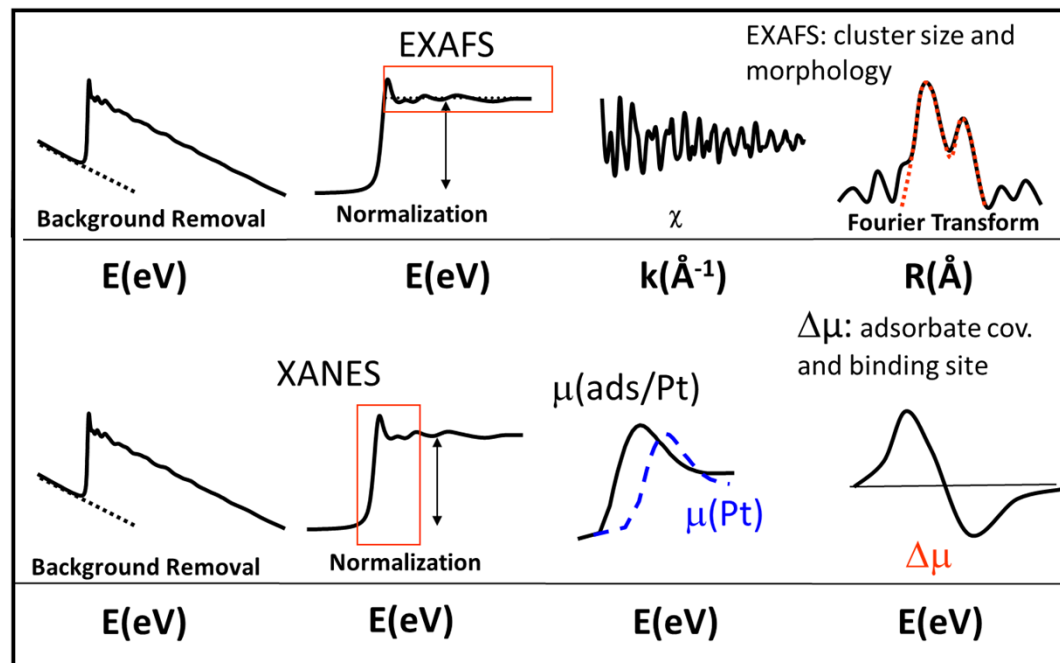 EXAFS
EXAFS: cluster size and
morphology
Background Removal
Normalization
χ
Fourier Transform
E(eV)
E(eV)
k(Å⁻¹)
R(Å)
XANES
Δμ: adsorbate cov.
and binding site
μ(ads/Pt)
μ(Pt)
Background Removal
Normalization
Δμ
E(eV)
E(eV)
E(eV)
E(eV)